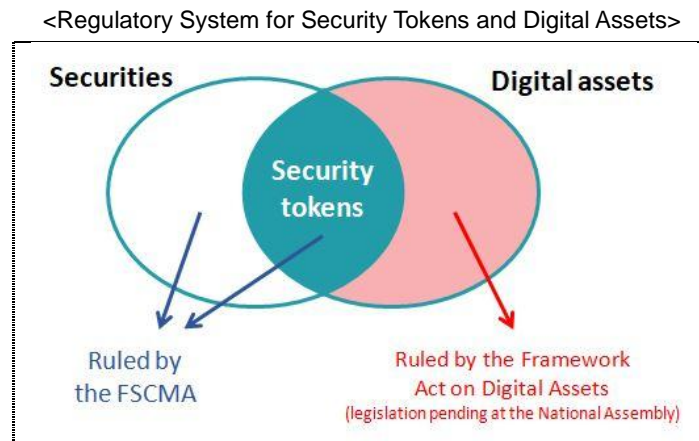 <Regulatory System for Security Tokens and Digital Assets>
Securities
Digital assets
Security
tokens
Ruled by
the FSCMA
Ruled by the Framework
Act on Digital Assets
(legislation pending at the National Assembly)